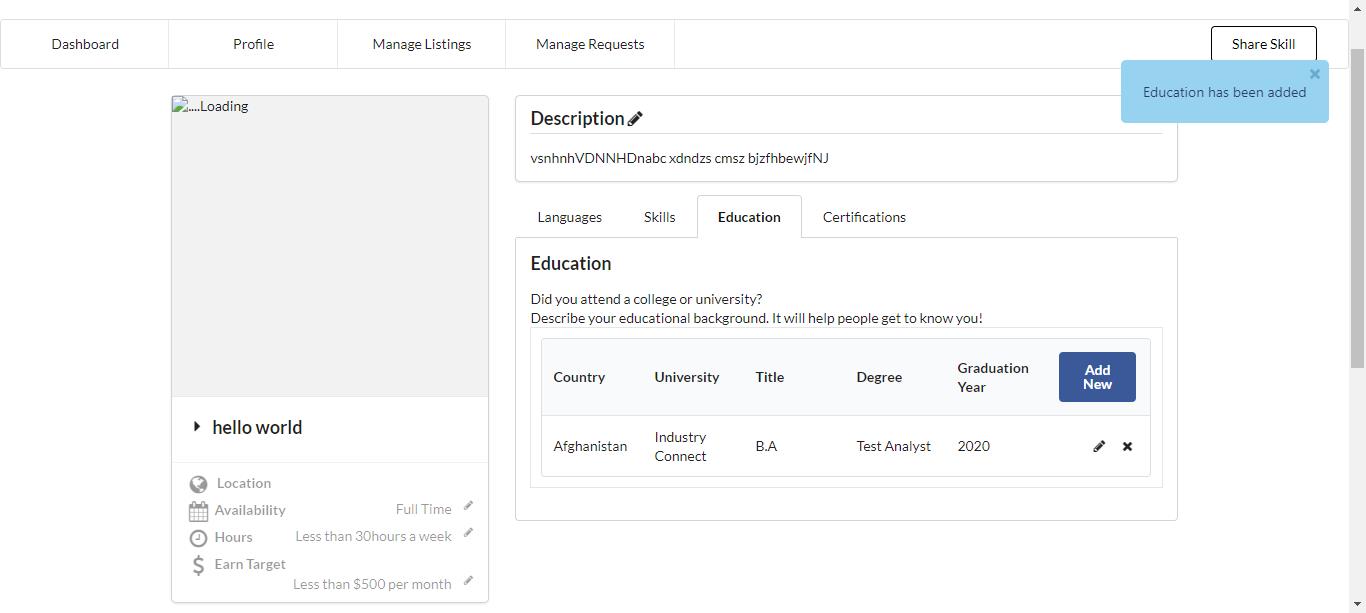 Dashboard
Profile
Manage Listings
Manage Requests
Share Skill
Education has been added
....Loading
hello world
Location
Availability
Full Time
Hours
Less than 30hours a week
Earn Target
Less than $500 per month
Description
vsnhnhVDNNHDnabc xdndzs cmsz bjzfhbewjfNJ
Languages
Skills
Education
Certifications
Education
Did you attend a college or university?
Describe your educational background. It will help people get to know you!
Country
University
Title
Degree
Graduation
Year
Add
New
Afghanistan
Industry
Connect
B.A
Test Analyst
2020